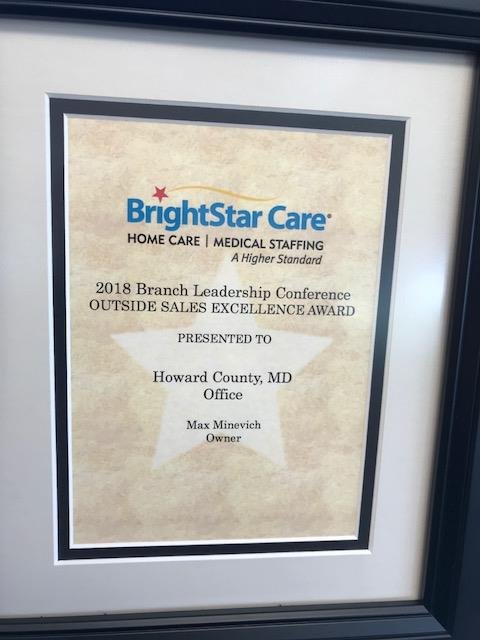 BrightStar Care®
HOME CARE | MEDICAL STAFFING
A Higher Standard
2018 Branch Leadership Conference
OUTSIDE SALES EXCELLENCE AWARD
PRESENTED TO
Howard County, MD
Office
Max Minevich
Owner